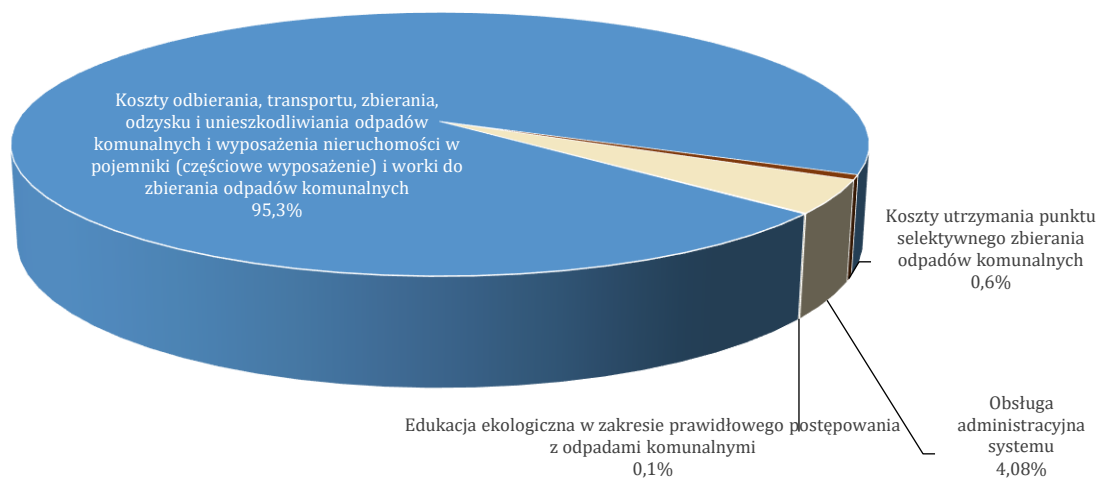 Koszty odbierania, transportu, zbierania,
odzysku i unieszkodliwiania odpadów
komunalnych i wyposażenia nieruchomości w
pojemniki (częściowe wyposażenie) i worki do
zbierania odpadów komunalnych
95,3%
Koszty utrzymania punktu
selektywnego zbierania
odpadów komunalnych
0,6%
Edukacja ekologiczna w zakresie prawidłowego postępowania
z odpadami komunalnymi
0,1%
Obsługa
administracyjna
systemu
4,08%